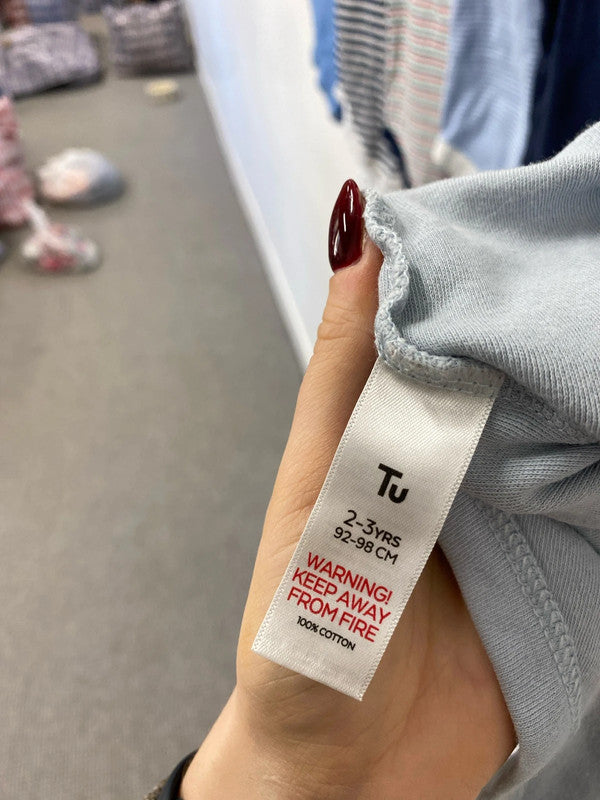 Tu
2-3YRS
92-98 CM
WARNING!
KEEP AWAY
FROM FIRE
100% COTTON